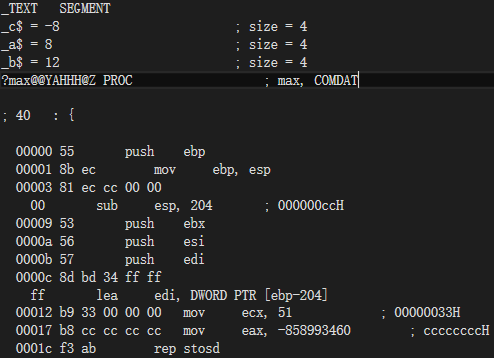 _TEXT SEGMENT
_c$ = -8 ; size = 4
_a$ = 8 ; size = 4
_b$ = 12 ; size = 4
?max@@YAHHH@Z PROC ; max, COMDAT
; 40 : {
00000 55 push ebp
00001 8b ec mov ebp, esp
00003 81 ec cc 00 00
00 sub esp, 204 ; 000000ccH
00009 53 push ebx
0000a 56 push esi
0000b 57 push edi
0000c 8d bd 34 ff ff
ff lea edi, DWORD PTR [ebp-204]
00012 b9 33 00 00 00 mov ecx, 51 ; 00000033H
00017 b8 cc cc cc cc mov eax, -858993460 ; ccccccccH
0001c f3 ab rep stosd